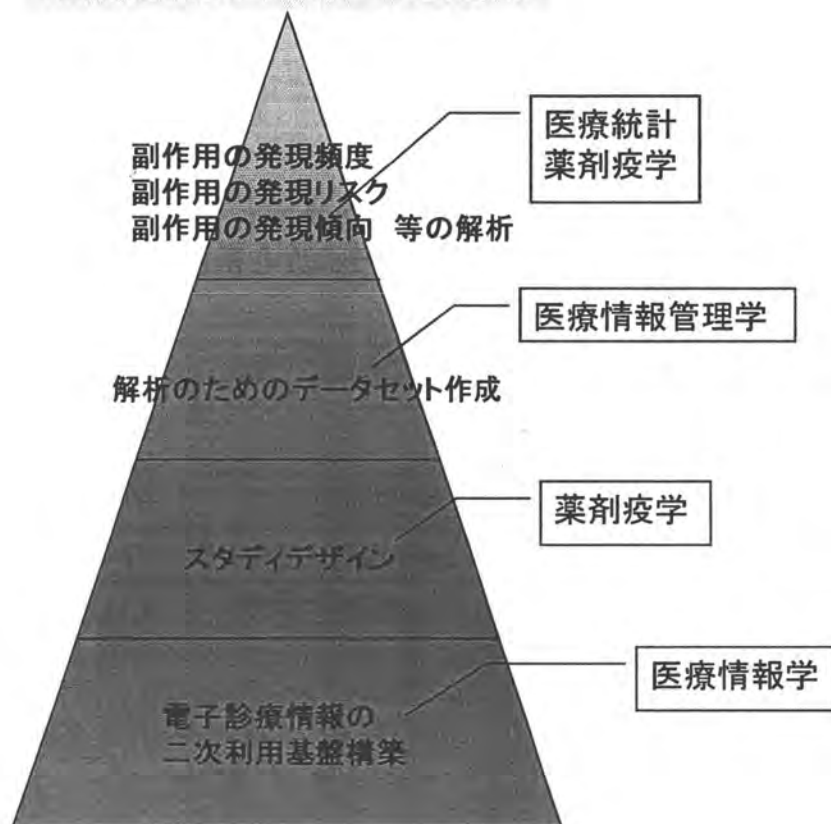 副作用の発現頻度
副作用の発現リスク
副作用の発現傾向 等の解析
医療統計
薬剤疫学
医療情報管理学
解析のためのデータセット作成
薬剤疫学
スタディデザイン
医療情報学
電子診療情報の
二次利用基盤構築